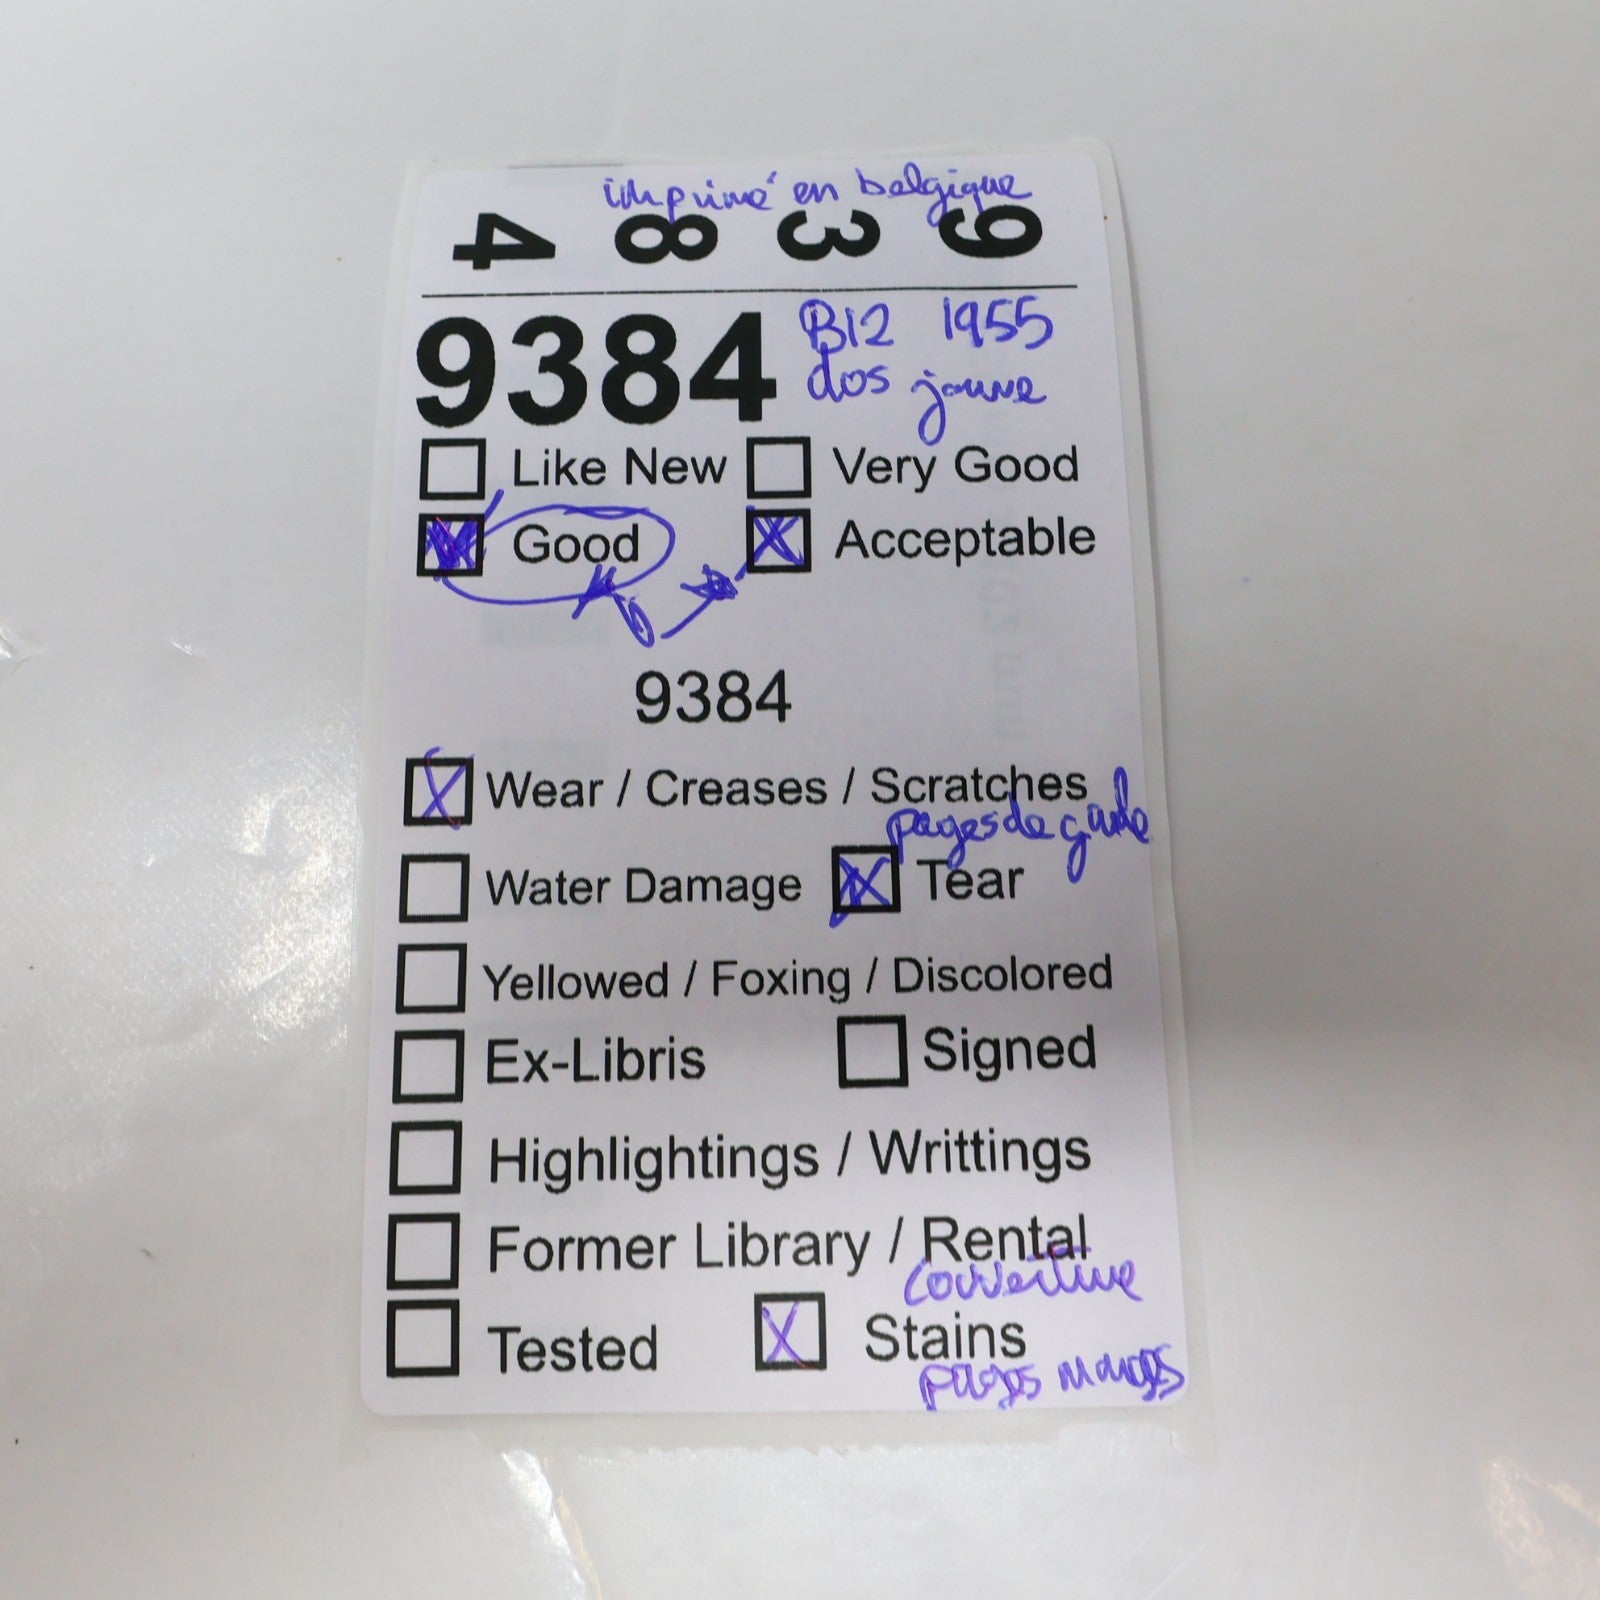 imprimé en belgique
4 8 3 9
9384 B12 1955
dos jaune
Like New Very Good
Good Acceptable
à
9384
Wear / Creases / Scratches
pages de garde
Water Damage Tear
Yellowed / Foxing / Discolored
Ex-Libris Signed
Highlightings / Writtings
Former Library / Rental
couverture
Tested Stains
pages